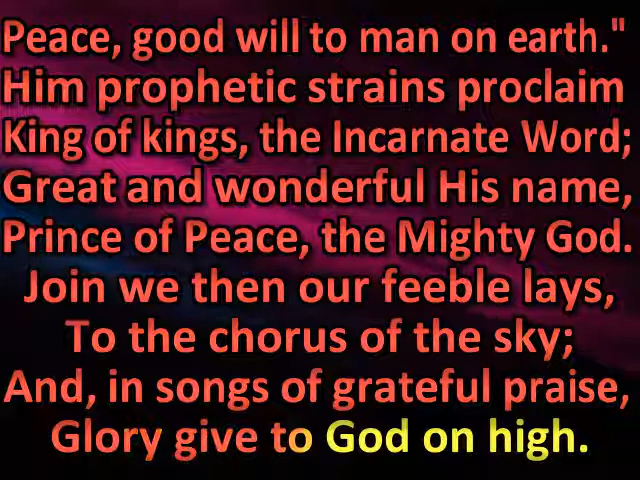 Peace, good will to man on earth."
Him prophetic strains proclaim
King of kings, the Incarnate Word;
Great and wonderful His name,
Prince of Peace, the Mighty God.
Join we then our feeble lays,
To the chorus of the sky;
And, in songs of grateful praise,
Glory give to God on high.